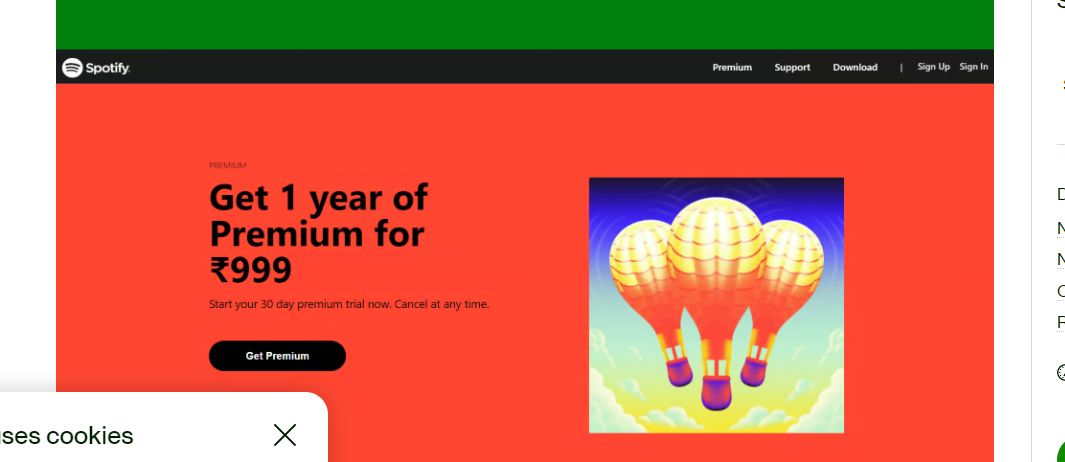 Spotify
Premium Support Download | Sign Up Sign In
PREMIUM
Get 1 year of
Premium for
₹999
Start your 30 day premium trial now. Cancel at any time.
Get Premium
cookies